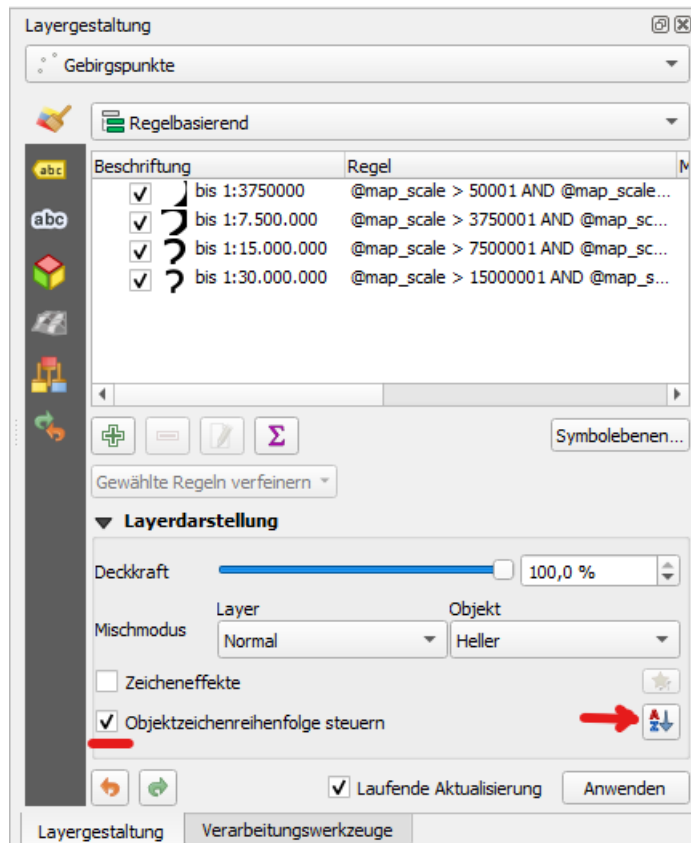 Layergestaltung
Gebirgspunkte
Regelbasierend
abc
abc
Beschriftung Regel
bis 1:3750000 @map_scale > 50001 AND @map_scale...
bis 1:7.500.000 @map_scale > 3750001 AND @map_sc...
bis 1:15.000.000 @map_scale > 7500001 AND @map_sc...
bis 1:30.000.000 @map_scale > 15000001 AND @map_s...
Σ Symbolebenen...
Gewählte Regeln verfeinern
Layerdarstellung
Deckkraft 100,0 %
Layer Objekt
Mischmodus Normal Heller
Zeicheneffekte
Objektzeichenreihenfolge steuern A Z
Laufende Aktualisierung Anwenden
Layergestaltung Verarbeitungswerkzeuge